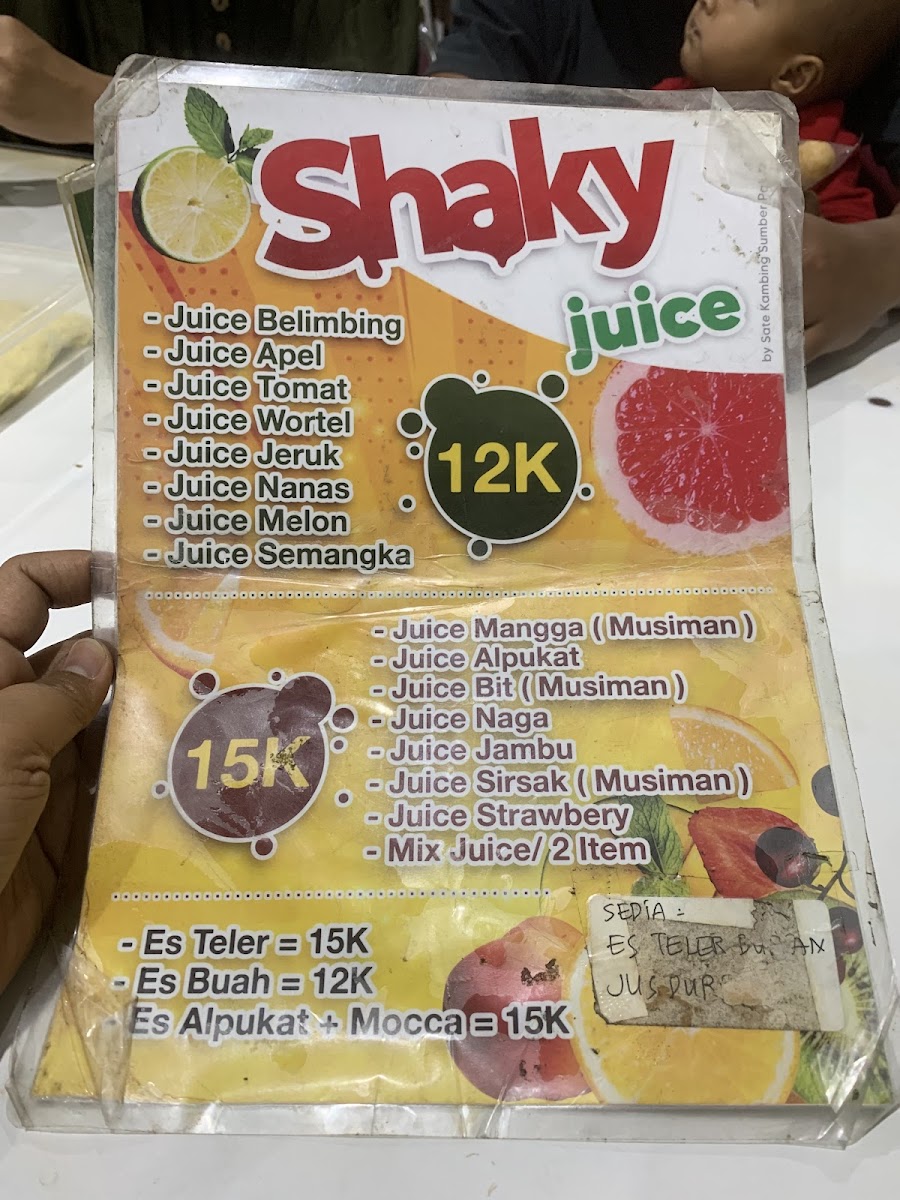 Shaky
juice
by Sate Kambing Sumber
- Juice Belimbing
- Juice Apel
- Juice Tomat
- Juice Wortel
- Juice Jeruk
- Juice Nanas
- Juice Melon
- Juice Semangka
12K
- Juice Mangga ( Musiman )
- Juice Alpukat
- Juice Bit ( Musiman )
- Juice Naga
- Juice Jambu
- Juice Sirsak ( Musiman )
- Juice Strawbery
- Mix Juice/ 2 Item
15K
- Es Teler = 15K
- Es Buah = 12K
- Es Alpukat + Mocca = 15K
SEDIA :
ES TELER
JUS